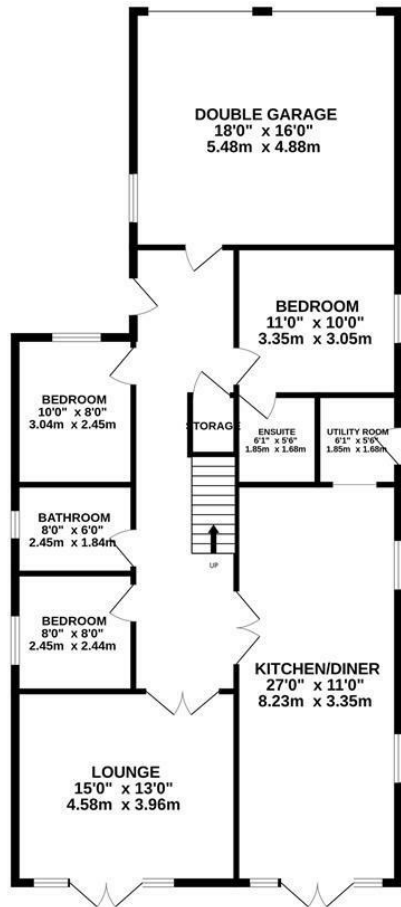 DOUBLE GARAGE
18'0" x 16'0"
5.48m x 4.88m
BEDROOM
11'0" x 10'0"
3.35m x 3.05m
BEDROOM
10'0" x 8'0"
3.04m x 2.45m
STORAGE
ENSUITE
6'1" x 5'6"
1.85m x 1.68m
UTILITY ROOM
6'1" x 5'6"
1.85m x 1.68m
BATHROOM
8'0" x 6'0"
2.45m x 1.84m
UP
BEDROOM
8'0" x 8'0"
2.45m x 2.44m
KITCHEN/DINER
27'0" x 11'0"
8.23m x 3.35m
LOUNGE
15'0" x 13'0"
4.58m x 3.96m